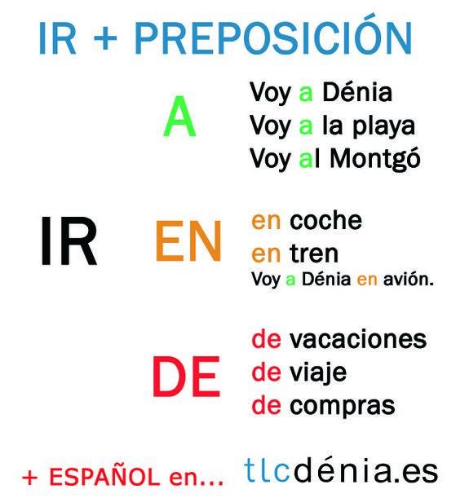 IR + PREPOSICIÓN
A
Voy a Dénia
Voy a la playa
Voy al Montgó
IR
EN
en coche
en tren
Voy a Dénia en avión.
DE
de vacaciones
de viaje
de compras
+ ESPAÑOL en... tlcdénia.es